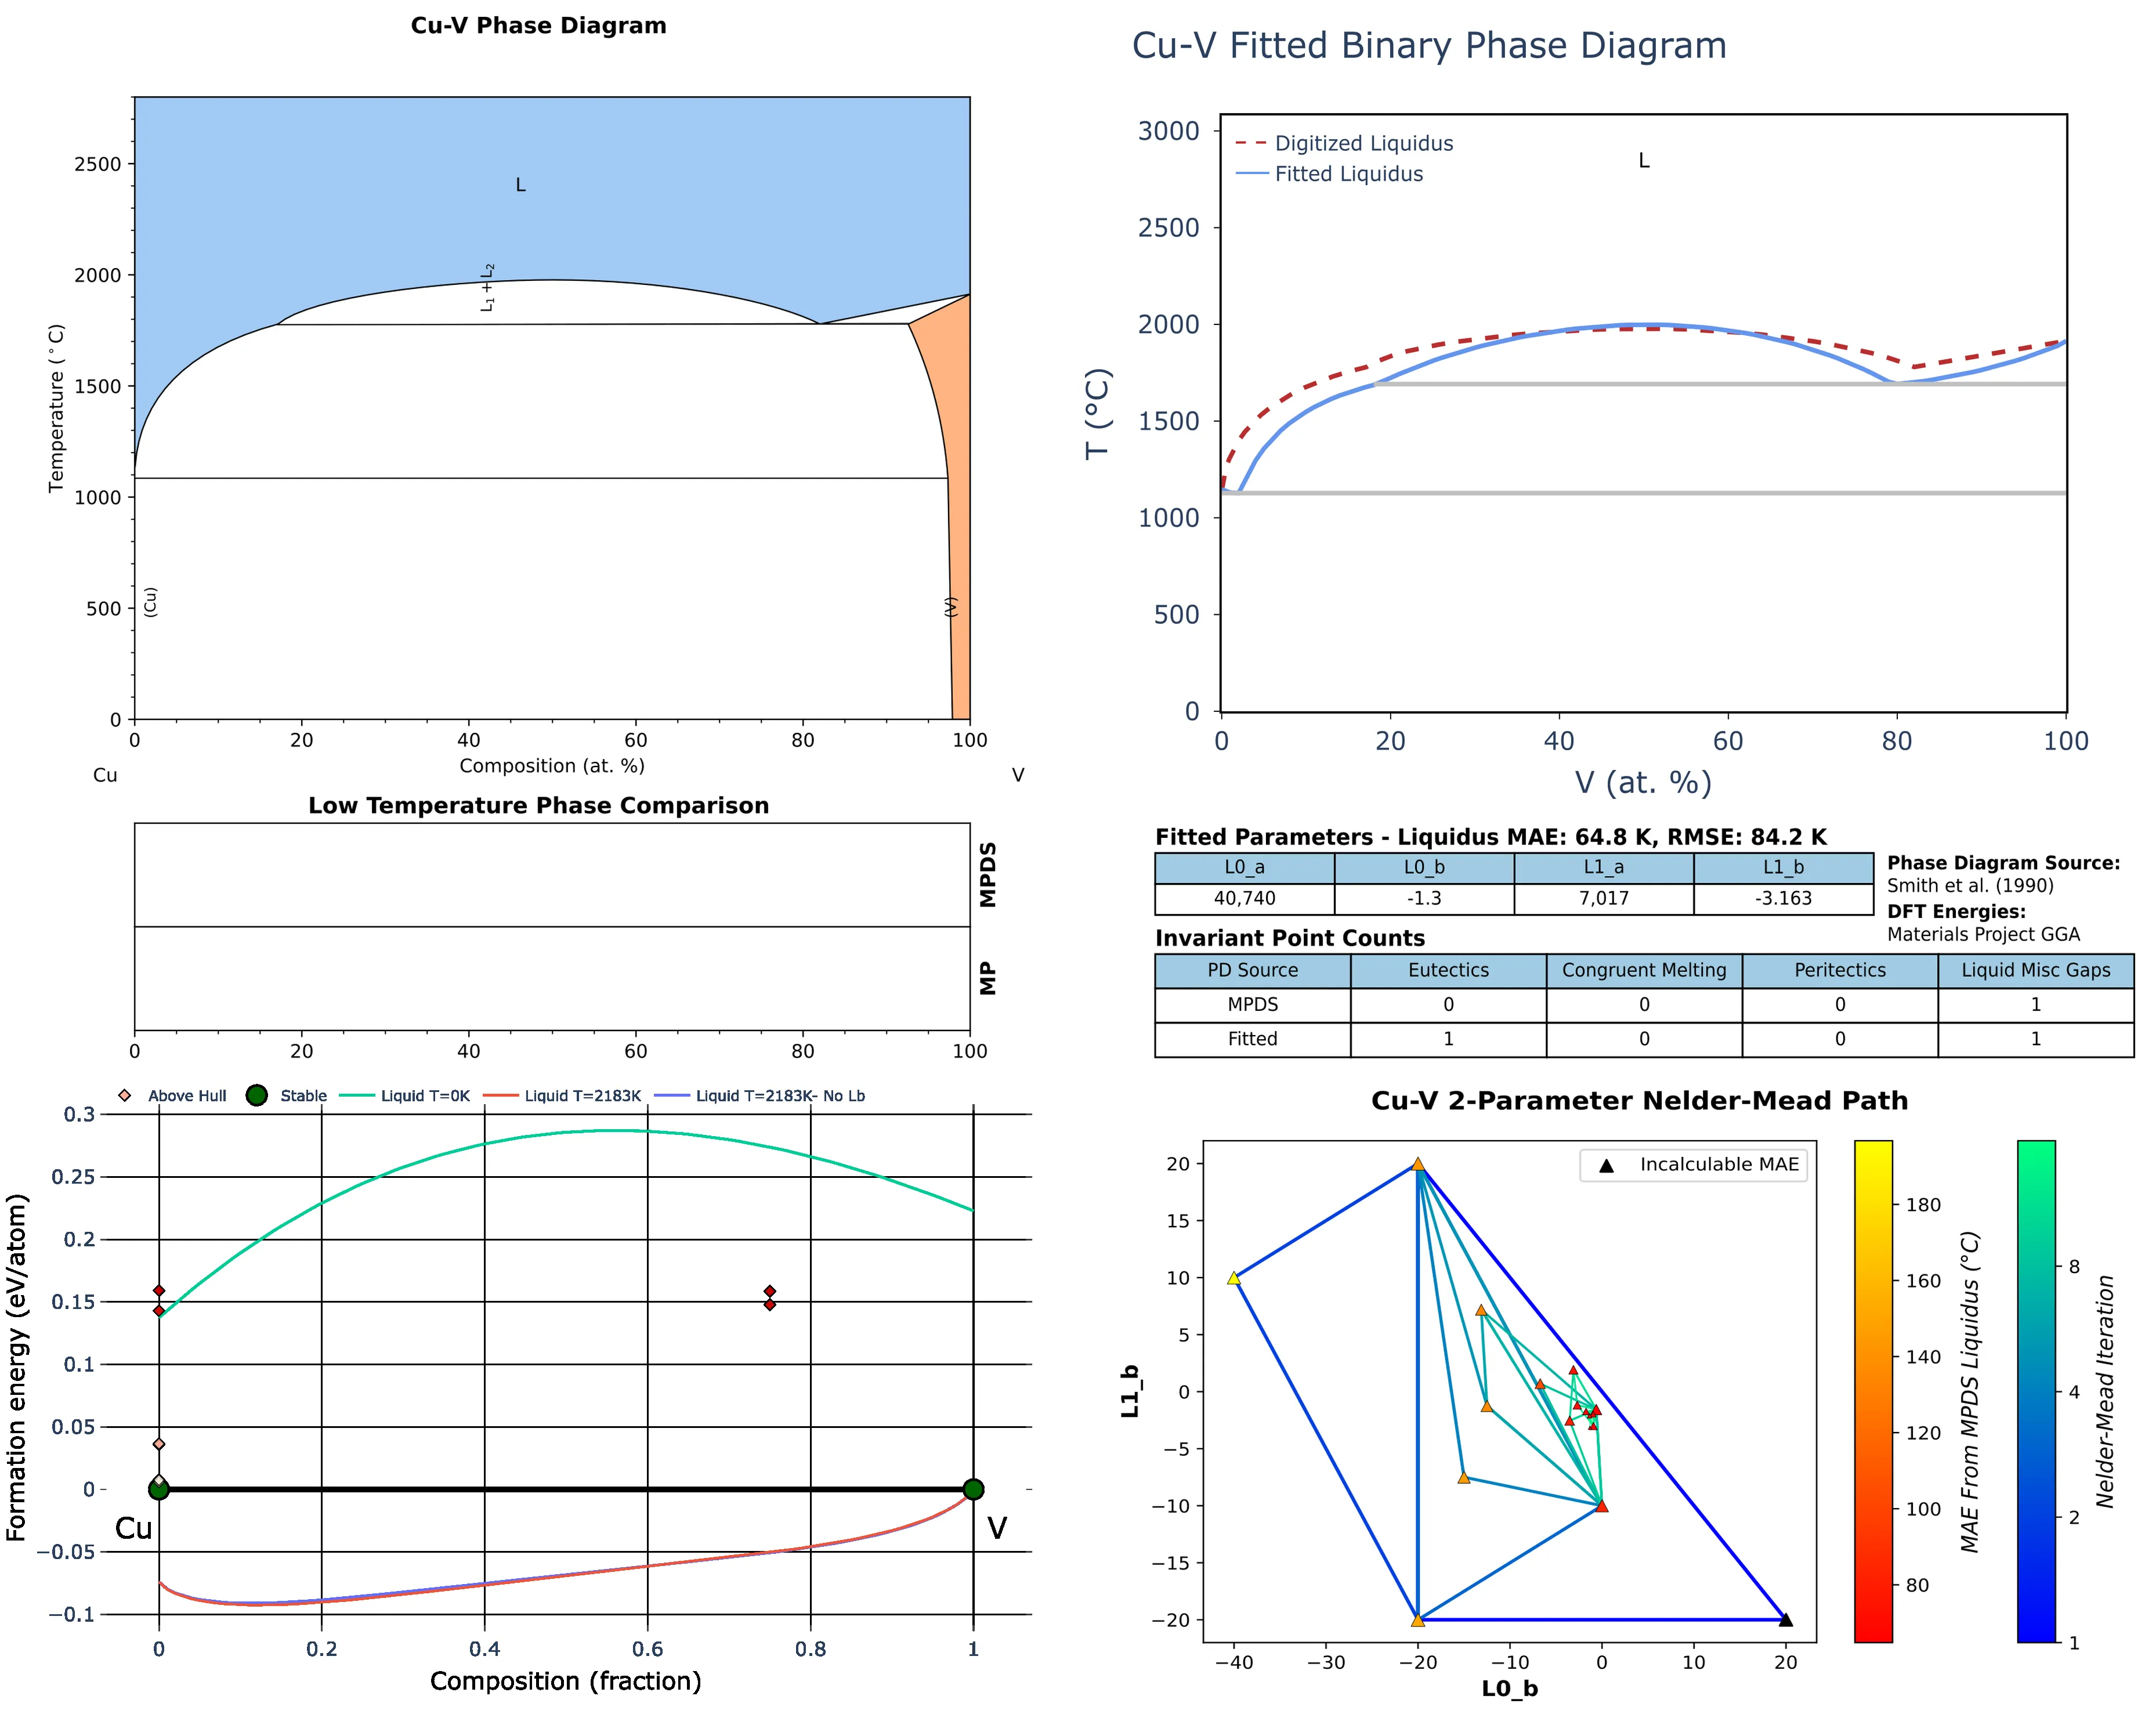 Cu-V Phase Diagram
2500
2000
1500
1000
500
0
Temperature (°C)
L
L1 + L2
(Cu)
(V)
0 20 40 60 80 100
Composition (at. %)
Cu V
Cu-V Fitted Binary Phase Diagram
3000
2500
2000
1500
1000
500
0
T (°C)
Digitized Liquidus
Fitted Liquidus
L
0 20 40 60 80 100
V (at. %)
Low Temperature Phase Comparison
MPDS
MP
0 20 40 60 80 100
Fitted Parameters - Liquidus MAE: 64.8 K, RMSE: 84.2 K
L0_a L0_b L1_a L1_b
40,740 -1.3 7,017 -3.163
Phase Diagram Source:
Smith et al. (1990)
DFT Energies:
Materials Project GGA
Invariant Point Counts
PD Source Eutectics Congruent Melting Peritectics Liquid Misc Gaps
MPDS 0 0 0 1
Fitted 1 0 0 1
Above Hull Stable Liquid T=0K Liquid T=2183K Liquid T=2183K- No Lb
0.3
0.25
0.2
0.15
0.1
0.05
0
−0.05
−0.1
Formation energy (eV/atom)
Cu V
0 0.2 0.4 0.6 0.8 1
Composition (fraction)
Cu-V 2-Parameter Nelder-Mead Path
Incalculable MAE
20
15
10
5
0
−5
−10
−15
−20
L1_b
−40 −30 −20 −10 0 10 20
L0_b
180
160
140
120
100
80
MAE From MPDS Liquidus (°C)
8
4
2
1
Nelder-Mead Iteration